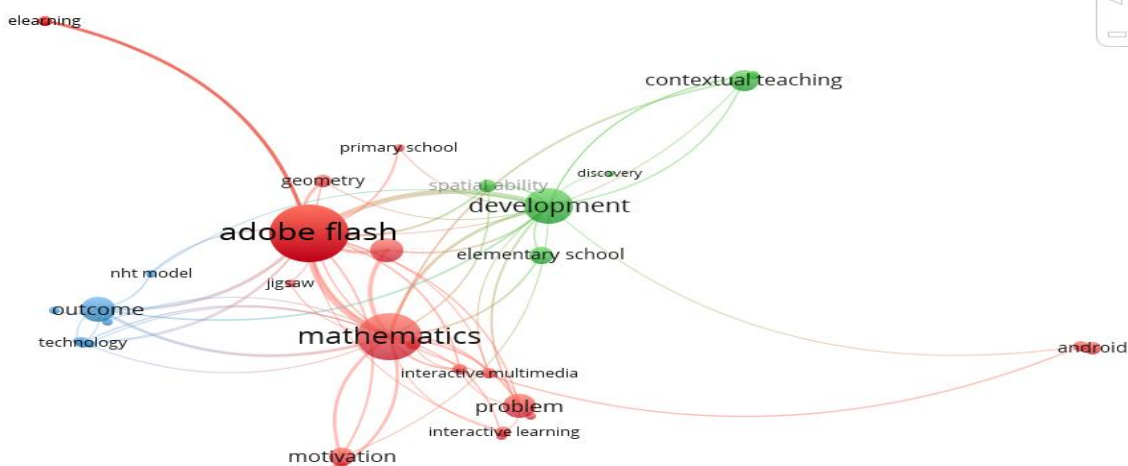 elearning
contextual teaching
primary school
discovery
geometry
spatial ability
development
adobe flash
elementary school
nht model
jigsaw
outcome
mathematics
technology
android
interactive multimedia
problem
interactive learning
motivation